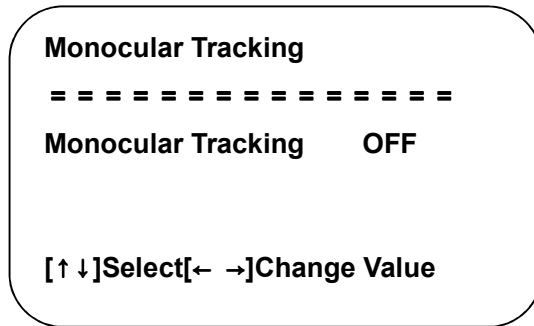 Monocular Tracking
= = = = = = = = = = = = = = =
Monocular Tracking OFF
[↑↓]Select[← →]Change Value